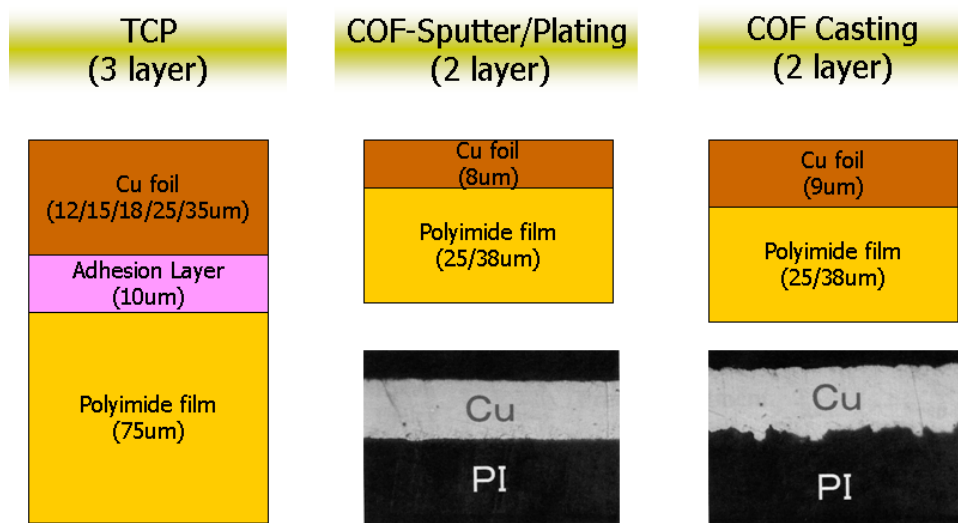 TCP
(3 layer)
COF-Sputter/Plating
(2 layer)
COF Casting
(2 layer)
Cu foil
(12/15/18/25/35um)
Adhesion Layer
(10um)
Polyimide film
(75um)
Cu foil
(8um)
Polyimide film
(25/38um)
Cu
PI
Cu foil
(9um)
Polyimide film
(25/38um)
Cu
PI